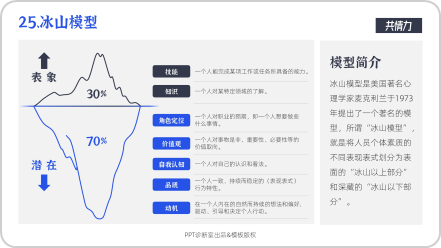 25.冰山模型
共情力
表象
30%
70%
潜在
技能
一个人能完成某项工作或任务所具备的能力。
知识
一个人对某特定领域的了解。
角色定位
一个人对职业的预期，即一个人想要做些
什么事情。
价值观
一个人对事物是非、重要性、必要性等的
价值取向。
自我认知
一个人对自己的认识和看法。
品质
一个人一致、持续而稳定的（表现表式）
行为特性。
动机
在一个人内在的自然而持续的想法和偏好，
驱动、引导和决定个人行动。
模型简介
冰山模型是美国著名心
理学家麦克利兰于1973
年提出了一个著名的模
型，所谓“冰山模型”，
就是将人员个体素质的
不同表现表式划分为表
面的“冰山以上部分”
和深藏的“冰山以下部
分”。
PPT诊断室出品&模板版权